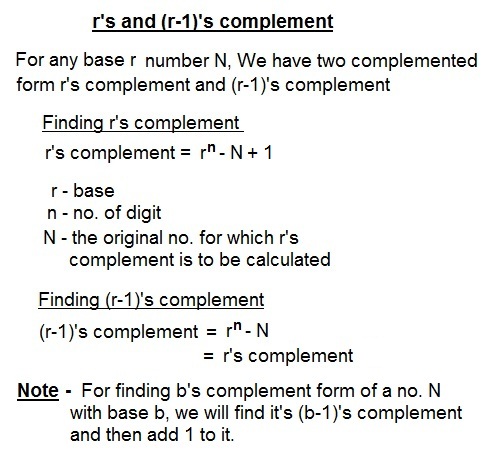 r's and (r-1)'s complement
For any base r number N, We have two complemented
form r's complement and (r-1)'s complement
Finding r's complement
r's complement = rⁿ - N + 1
r - base
n - no. of digit
N - the original no. for which r's
complement is to be calculated
Finding (r-1)'s complement
(r-1)'s complement = rⁿ - N
= r's complement
Note - For finding b's complement form of a no. N
with base b, we will find it's (b-1)'s complement
and then add 1 to it.